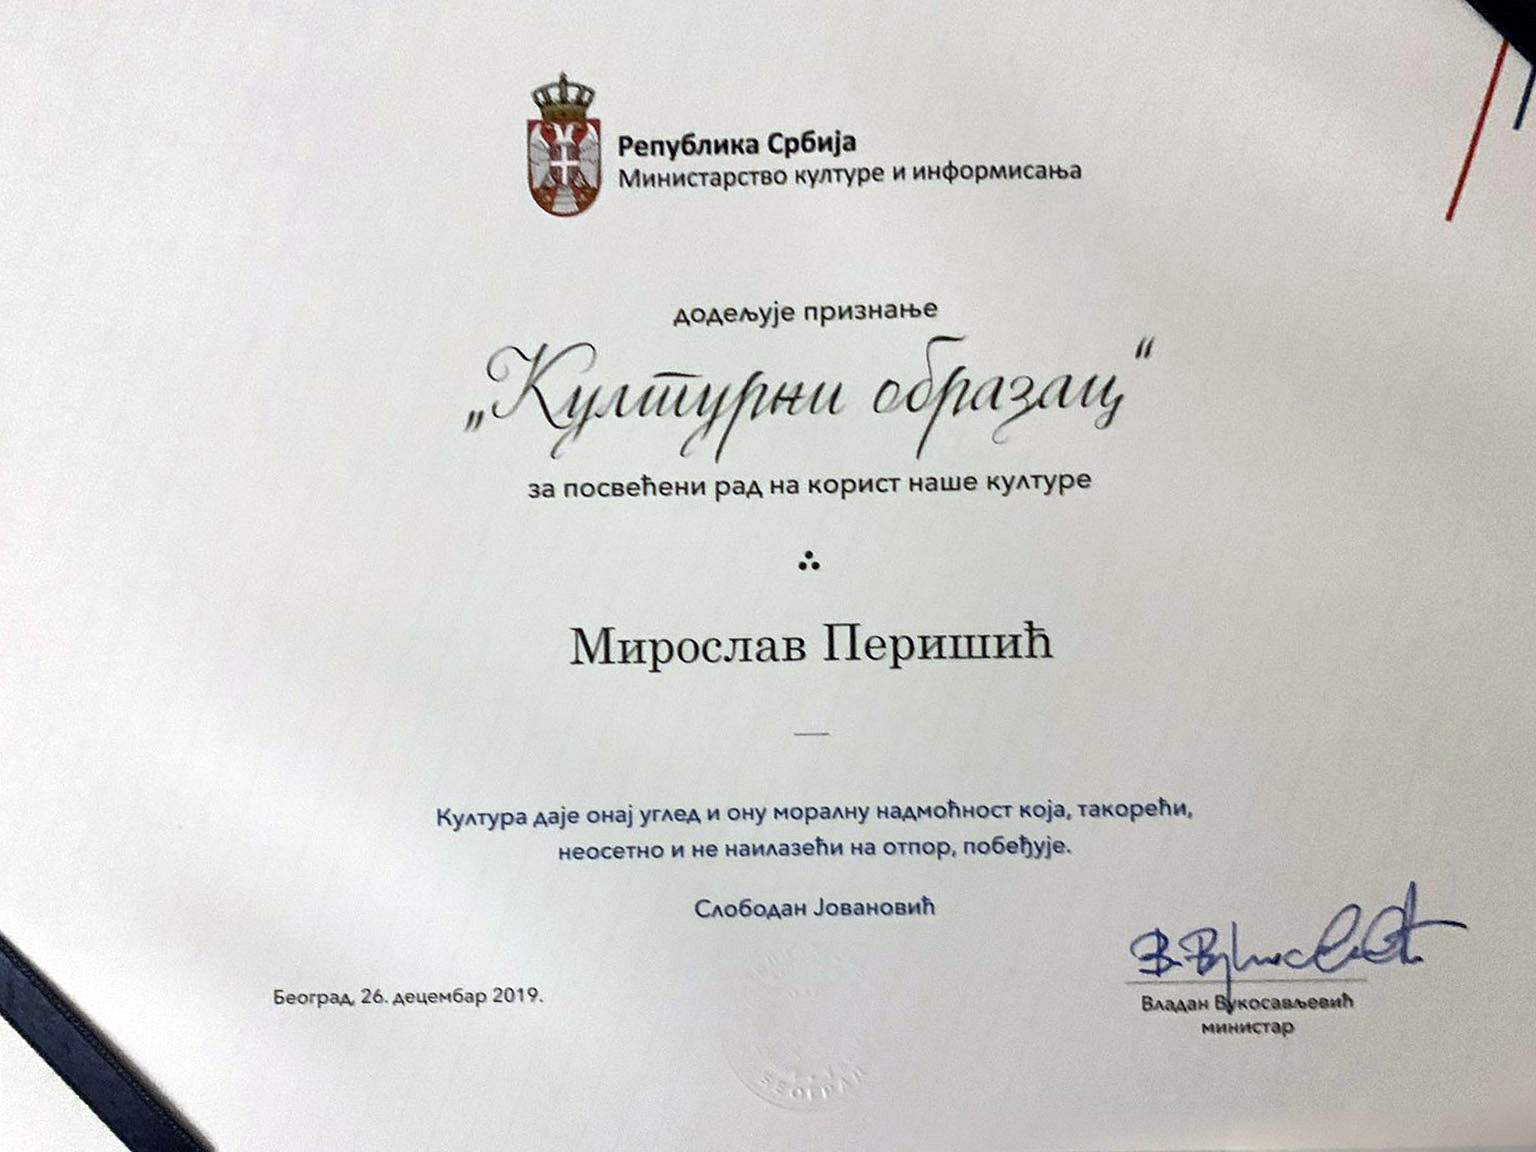 Република Србија
Министарство културе и информисања
додељује признање
„Културни образац“
за посвећени рад на корист наше културе
Мирослав Перишић
Култура даје онај углед и ону моралну надмоћност која, такорећи,
неосетно и не наилазећи на отпор, побеђује.
Слободан Јовановић
Београд, 26. децембар 2019.
Владан Вукосављевић
министар
БЕОГРАД